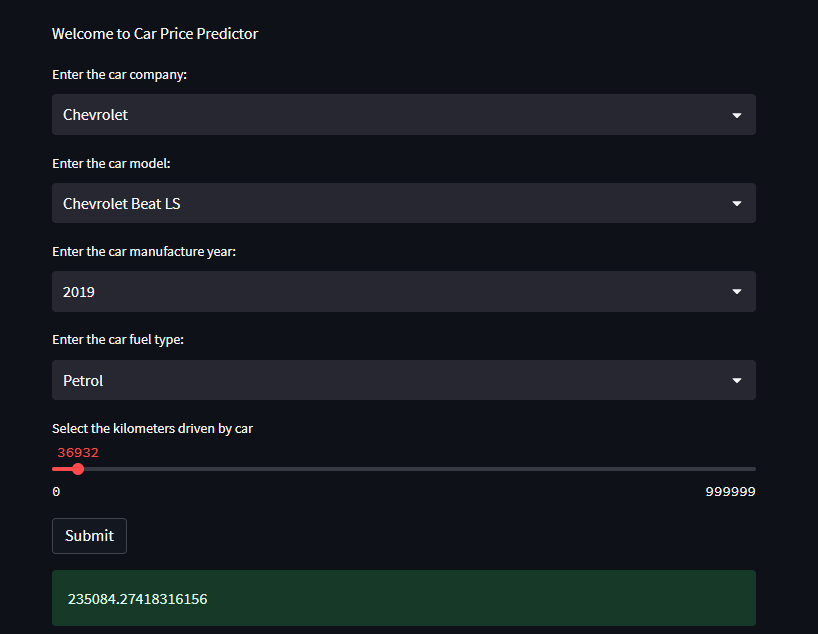 Welcome to Car Price Predictor
Enter the car company:
Chevrolet
Enter the car model:
Chevrolet Beat LS
Enter the car manufacture year:
2019
Enter the car fuel type:
Petrol
Select the kilometers driven by car
36932
0 999999
Submit
235084.27418316156